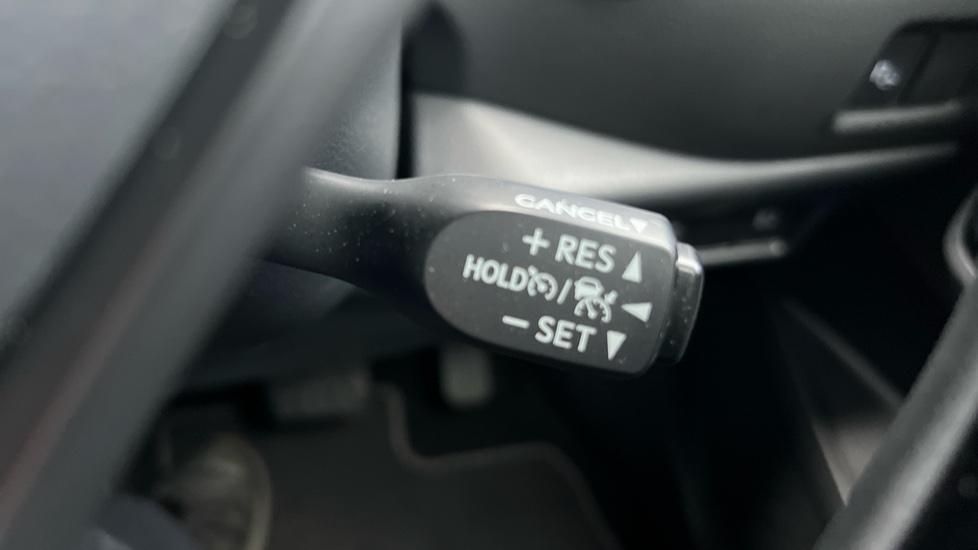 CANCEL▼
+ RES ▲
HOLD / ◀
− SET ▼